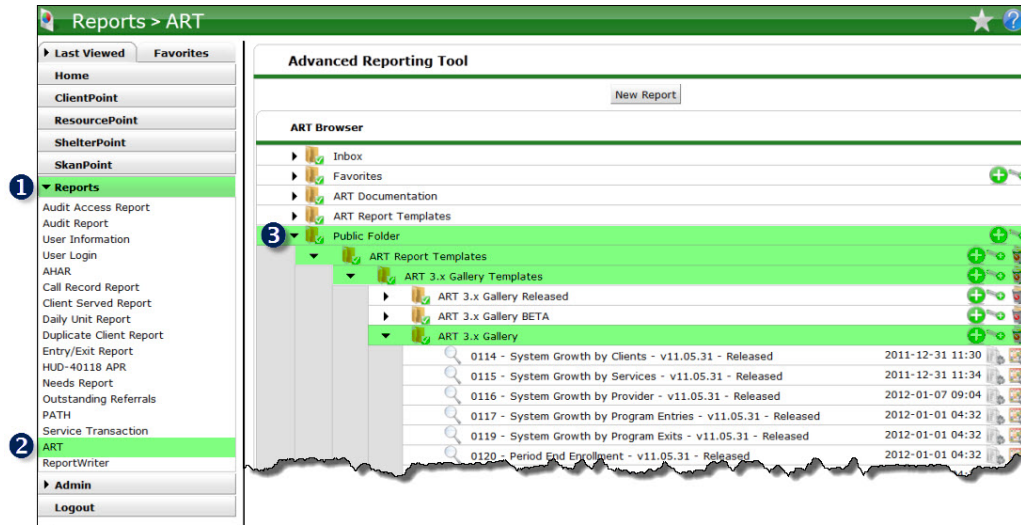 Reports > ART
?
Last Viewed Favorites
Home
ClientPoint
ResourcePoint
ShelterPoint
SkanPoint
1
Reports
Audit Access Report
Audit Report
User Information
User Login
AHAR
Call Record Report
Client Served Report
Daily Unit Report
Duplicate Client Report
Entry/Exit Report
HUD-40118 APR
Needs Report
Outstanding Referrals
PATH
Service Transaction
2
ART
ReportWriter
Admin
Logout
Advanced Reporting Tool
New Report
ART Browser
Inbox
Favorites
ART Documentation
ART Report Templates
3
Public Folder
ART Report Templates
ART 3.x Gallery Templates
ART 3.x Gallery Released
ART 3.x Gallery BETA
ART 3.x Gallery
0114 - System Growth by Clients - v11.05.31 - Released 2011-12-31 11:30
0115 - System Growth by Services - v11.05.31 - Released 2011-12-31 11:34
0116 - System Growth by Provider - v11.05.31 - Released 2012-01-07 09:04
0117 - System Growth by Program Entries - v11.05.31 - Released 2012-01-01 04:32
0119 - System Growth by Program Exits - v11.05.31 - Released 2012-01-01 04:32
0120 - Period End Enrollment - v11.05.31 - Released 2012-01-01 04:32